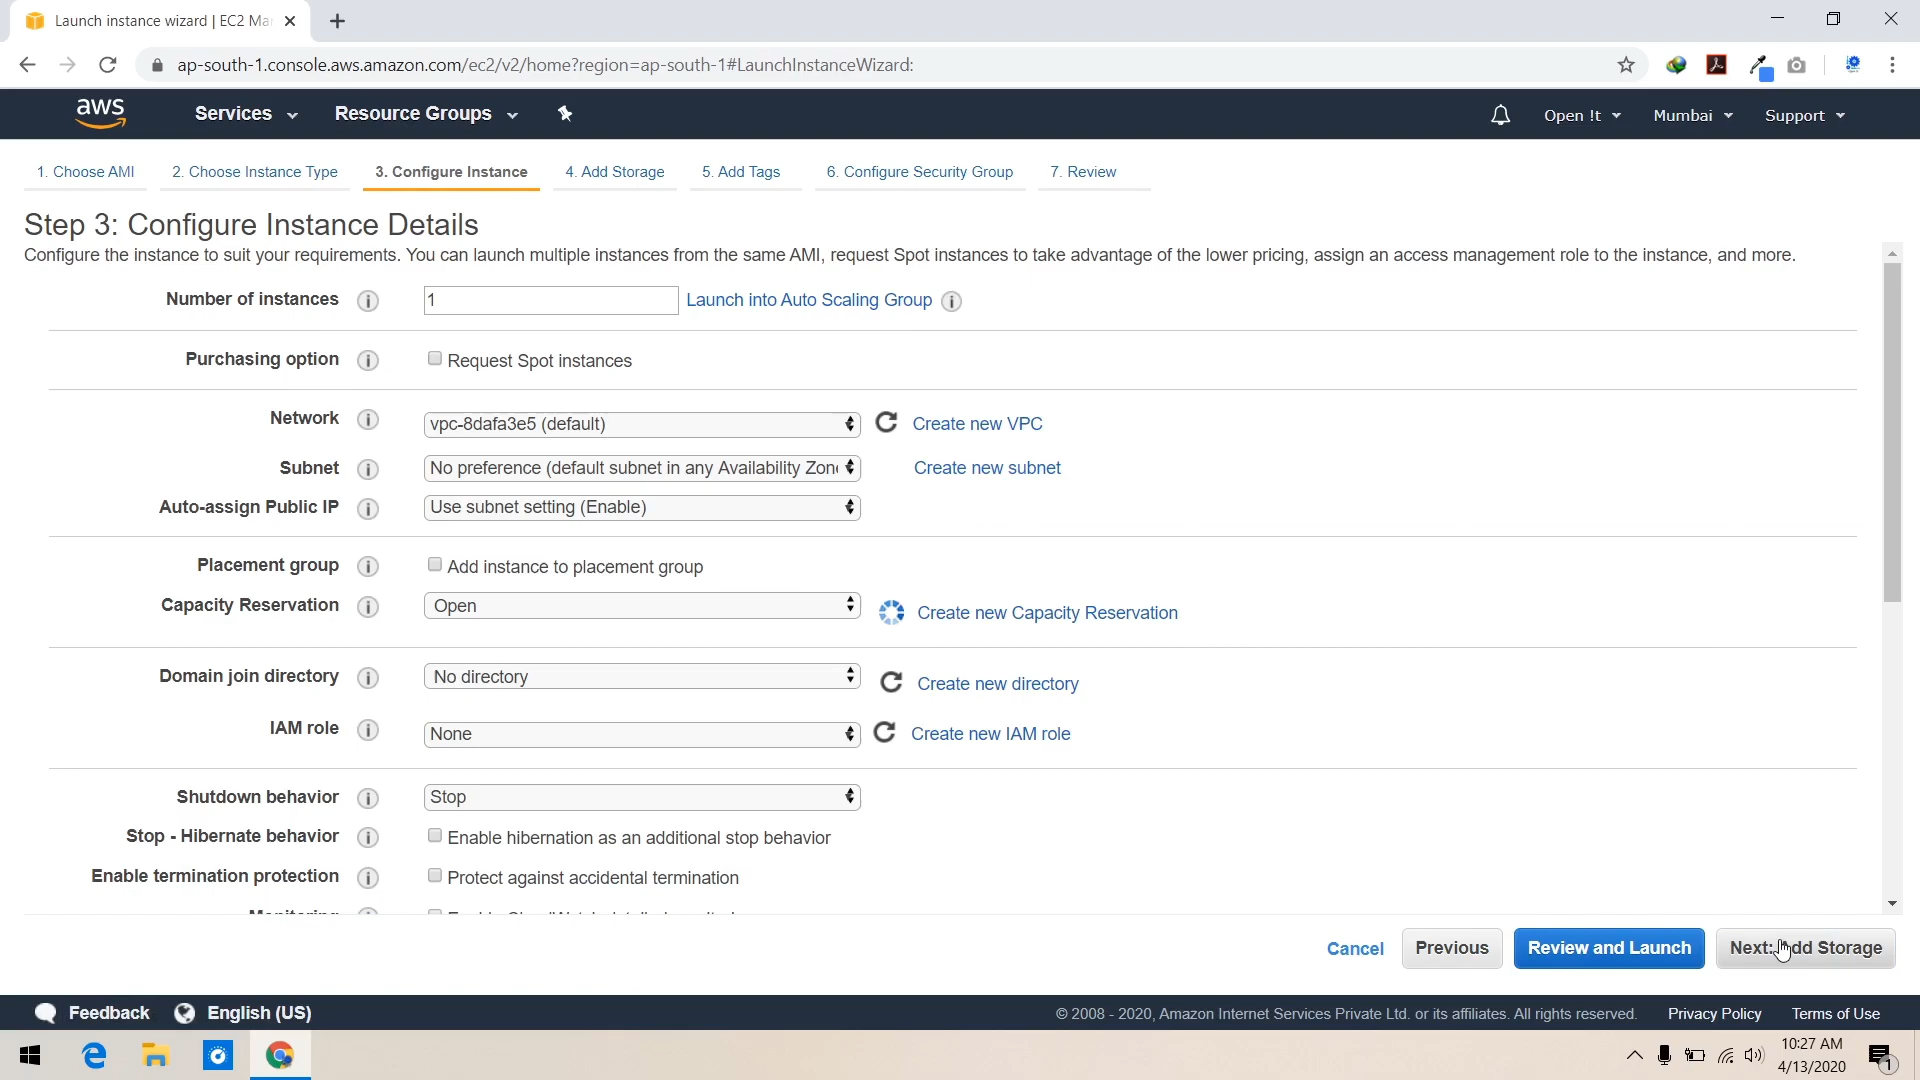 Launch instance wizard | EC2 Ma
ap-south-1.console.aws.amazon.com/ec2/v2/home?region=ap-south-1#LaunchInstanceWizard:
aws Services Resource Groups Open !t Mumbai Support
1. Choose AMI 2. Choose Instance Type 3. Configure Instance 4. Add Storage 5. Add Tags 6. Configure Security Group 7. Review
Step 3: Configure Instance Details
Configure the instance to suit your requirements. You can launch multiple instances from the same AMI, request Spot instances to take advantage of the lower pricing, assign an access management role to the instance, and more.
Number of instances 1 Launch into Auto Scaling Group
Purchasing option Request Spot instances
Network vpc-8dafa3e5 (default) Create new VPC
Subnet No preference (default subnet in any Availability Zone Create new subnet
Auto-assign Public IP Use subnet setting (Enable)
Placement group Add instance to placement group
Capacity Reservation Open Create new Capacity Reservation
Domain join directory No directory Create new directory
IAM role None Create new IAM role
Shutdown behavior Stop
Stop - Hibernate behavior Enable hibernation as an additional stop behavior
Enable termination protection Protect against accidental termination
Monitoring
Cancel Previous Review and Launch Next: Add Storage
Feedback English (US) © 2008 - 2020, Amazon Internet Services Private Ltd. or its affiliates. All rights reserved. Privacy Policy Terms of Use
10:27 AM
4/13/2020
1